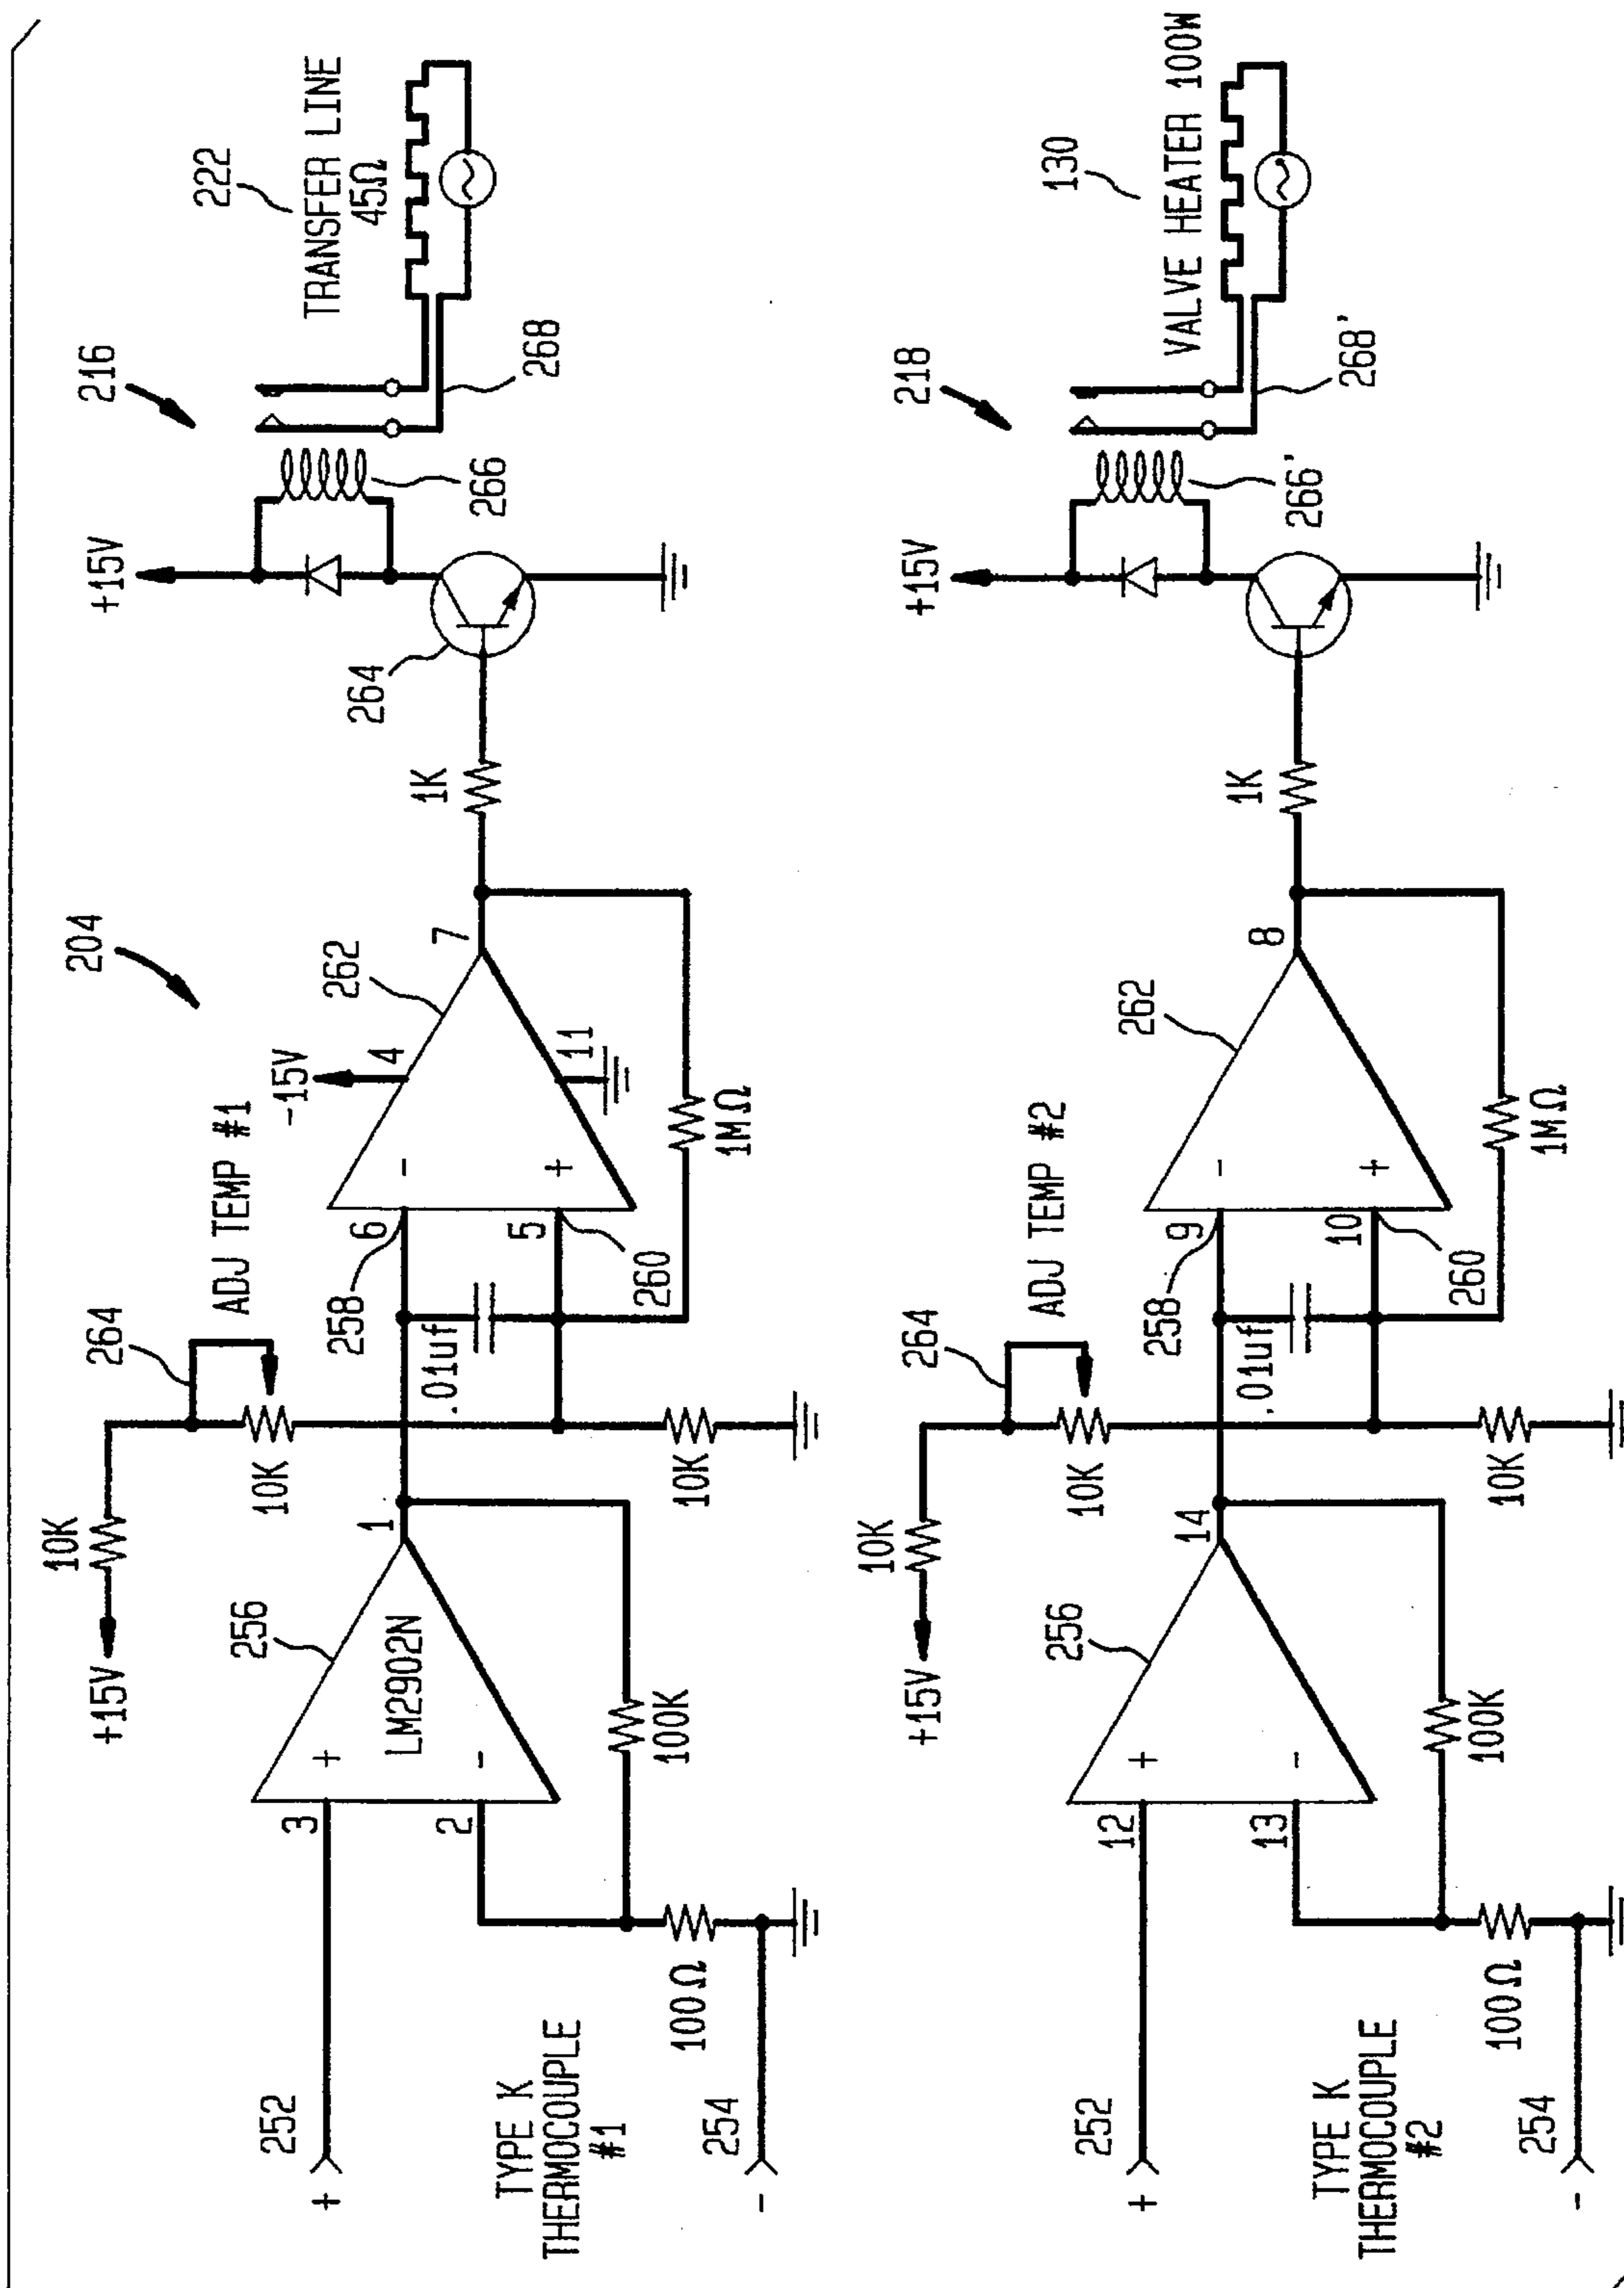 204
+15V
10K
264
ADJ TEMP #1
10K
-15V
4
262
7
216
+15V
266
222
TRANSFER LINE
45Ω
268
256
LM2902N
+
-
3
2
1
258
6
5
-
+
11
.01uf
260
1K
264
10K
1MΩ
100K
252
+
TYPE K
THERMOCOUPLE
#1
100Ω
254
-
+15V
10K
264
ADJ TEMP #2
10K
262
8
218
+15V
266'
130
VALVE HEATER 100W
268'
256
+
-
12
13
14
258
9
10
-
+
.01uf
260
1K
10K
1MΩ
100K
252
+
TYPE K
THERMOCOUPLE
#2
100Ω
254
-